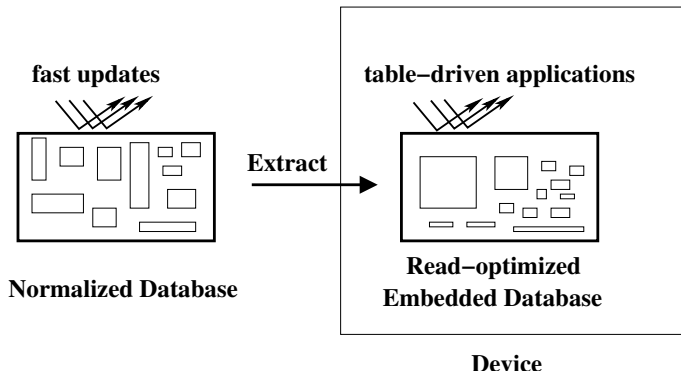 fast updates
table−driven applications
Extract
Normalized Database
Read−optimized
Embedded Database
Device